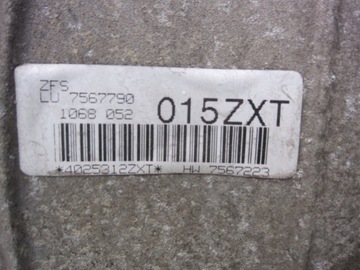 ZFS
LU 7567790
1068 052
015ZXT
*4025312ZXT* HW 7567223